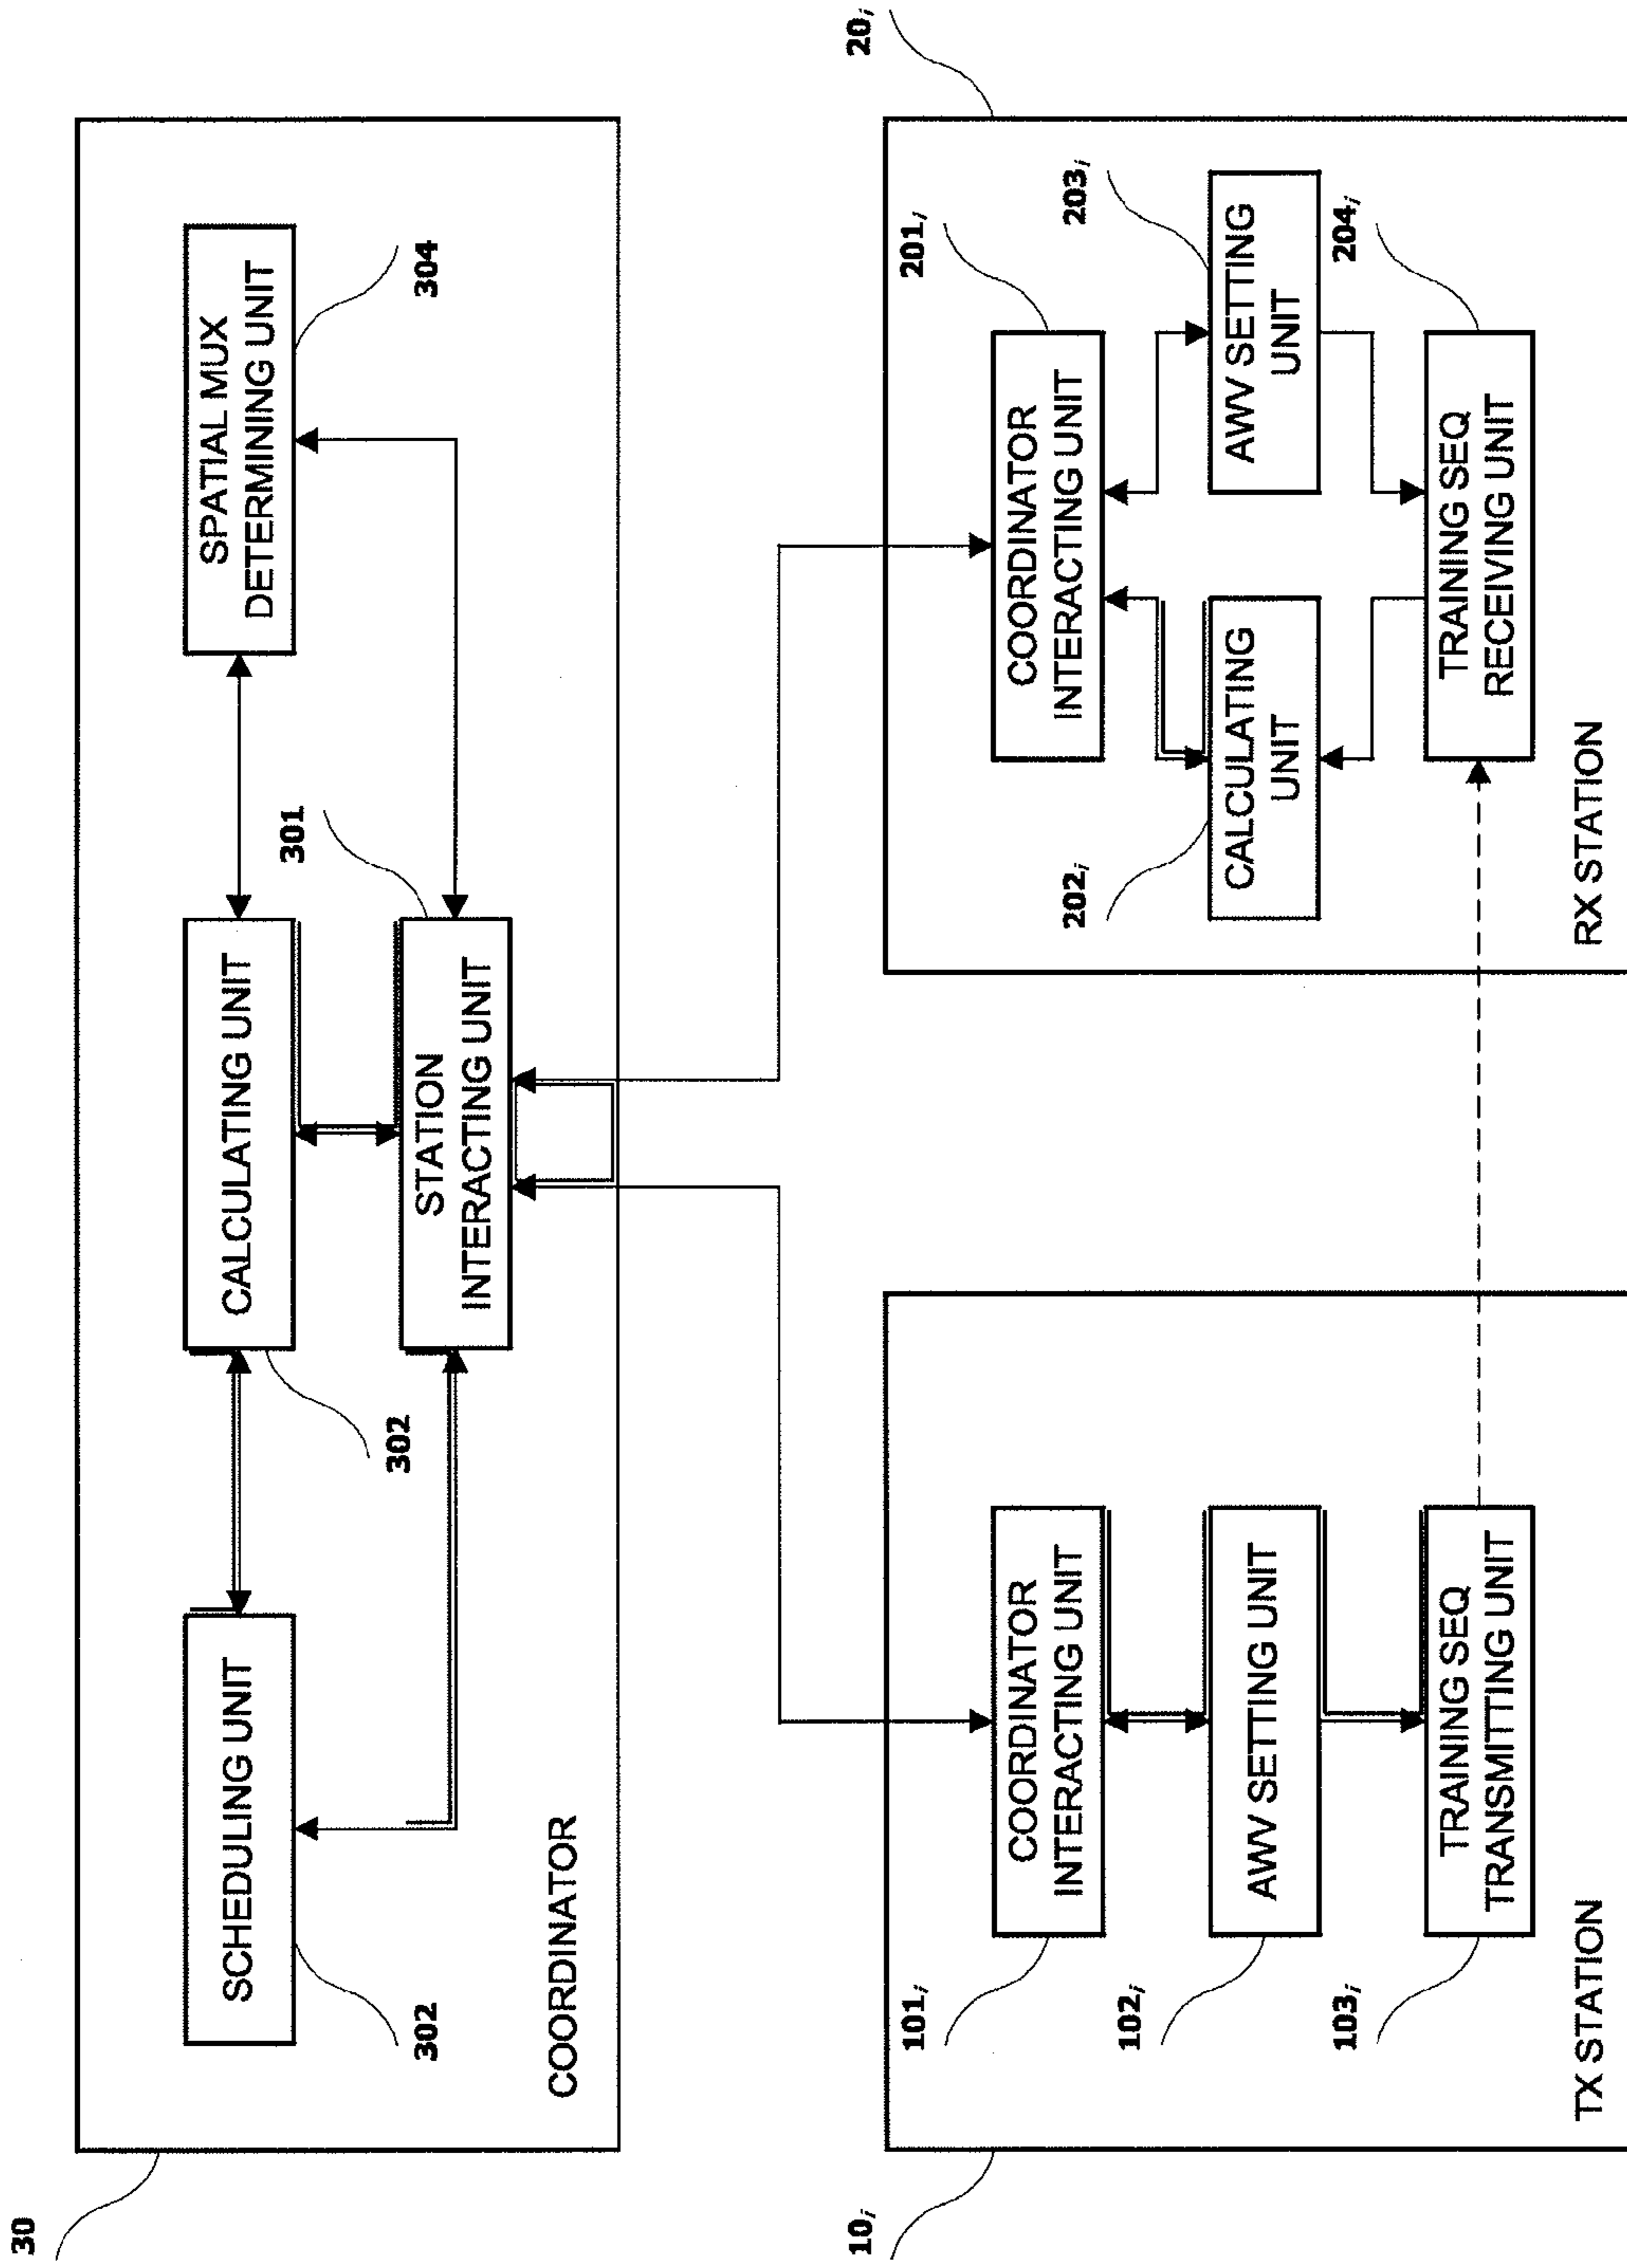 30
SCHEDULING UNIT
302
CALCULATING UNIT
302
STATION
INTERACTING UNIT
301
SPATIAL MUX
DETERMINING UNIT
304
COORDINATOR
10i
COORDINATOR
INTERACTING UNIT
101i
AWV SETTING UNIT
102i
TRAINING SEQ
TRANSMITTING UNIT
103i
TX STATION
20i
COORDINATOR
INTERACTING UNIT
201i
CALCULATING
UNIT
202i
AWV SETTING
UNIT
203i
TRAINING SEQ
RECEIVING UNIT
204i
RX STATION